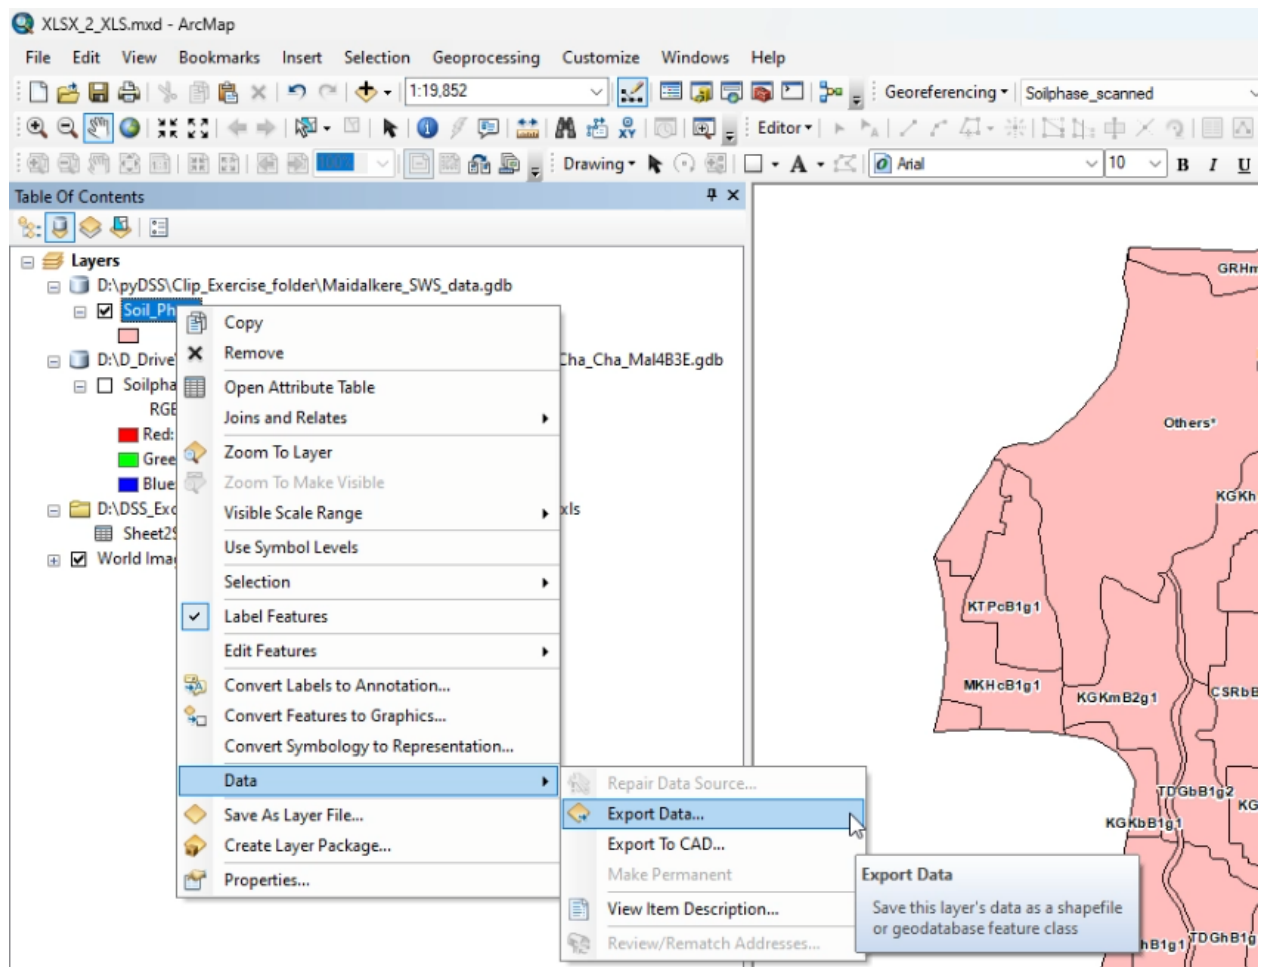 XLSX_2_XLS.mxd - ArcMap
File Edit View Bookmarks Insert Selection Geoprocessing Customize Windows Help
1:19,852 Georeferencing Soilphase_scanned
Editor
100% Drawing A Arial 10 B I U
Table Of Contents
Layers
D:\pyDSS\Clip_Exercise_folder\Maidalkere_SWS_data.gdb
Soil_Ph
D:\D_Drive Cha_Cha_Mal4B3E.gdb
Soilpha
RGE
Red:
Gree
Blue
D:\DSS_Exc xls
Sheet2
World Ima
Copy
Remove
Open Attribute Table
Joins and Relates
Zoom To Layer
Zoom To Make Visible
Visible Scale Range
Use Symbol Levels
Selection
Label Features
Edit Features
Convert Labels to Annotation...
Convert Features to Graphics...
Convert Symbology to Representation...
Data
Save As Layer File...
Create Layer Package...
Properties...
Repair Data Source...
Export Data...
Export To CAD...
Make Permanent
View Item Description...
Review/Rematch Addresses...
Export Data
Save this layer's data as a shapefile
or geodatabase feature class
GRHm
Others*
KGKh
KTPcB1g1
MKHcB1g1
KGKmB2g1
CSRbB
TDGbB1g2
KG
KGKbB1g1
hB1g1
TDGhB1g